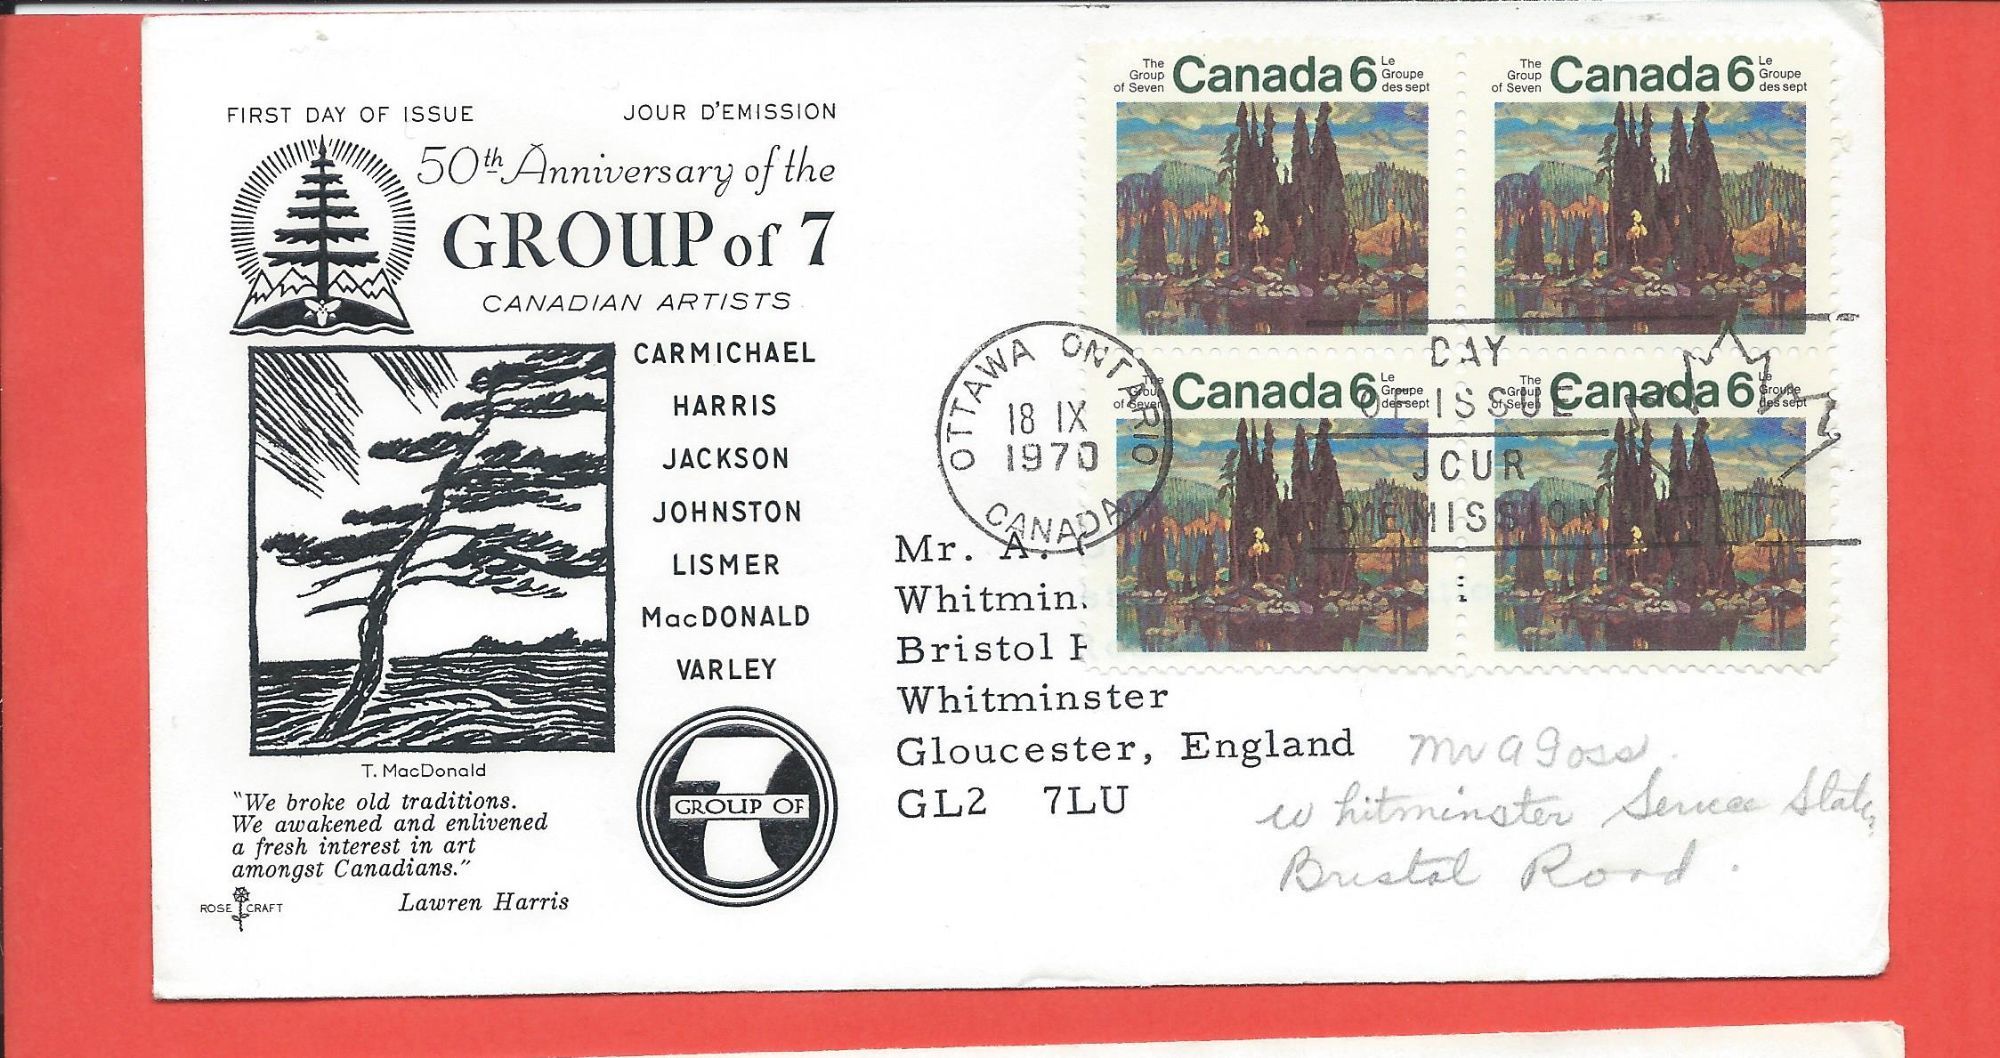 FIRST DAY OF ISSUE JOUR D'EMISSION
50th Anniversary of the
GROUP of 7
CANADIAN ARTISTS
CARMICHAEL
HARRIS
JACKSON
JOHNSTON
LISMER
MacDONALD
VARLEY
T. MacDonald
"We broke old traditions.
We awakened and enlivened
a fresh interest in art
amongst Canadians."
Lawren Harris
ROSE CRAFT
GROUP OF
The Group of Seven Canada 6 Le Groupe des sept
The Group of Seven Canada 6 Le Groupe des sept
The Group of Seven Canada 6 Le Groupe des sept
The Group of Seven Canada 6 Le Groupe des sept
OTTAWA ONTARIO
18 IX
1970
CANADA
DAY
OF ISSUE
JOUR
D'EMISSION
Mr. A.
Whitmin
Bristol
Whitminster
Gloucester, England
GL2 7LU
Mr A Goss.
Whitminster Service
Bristol Road.